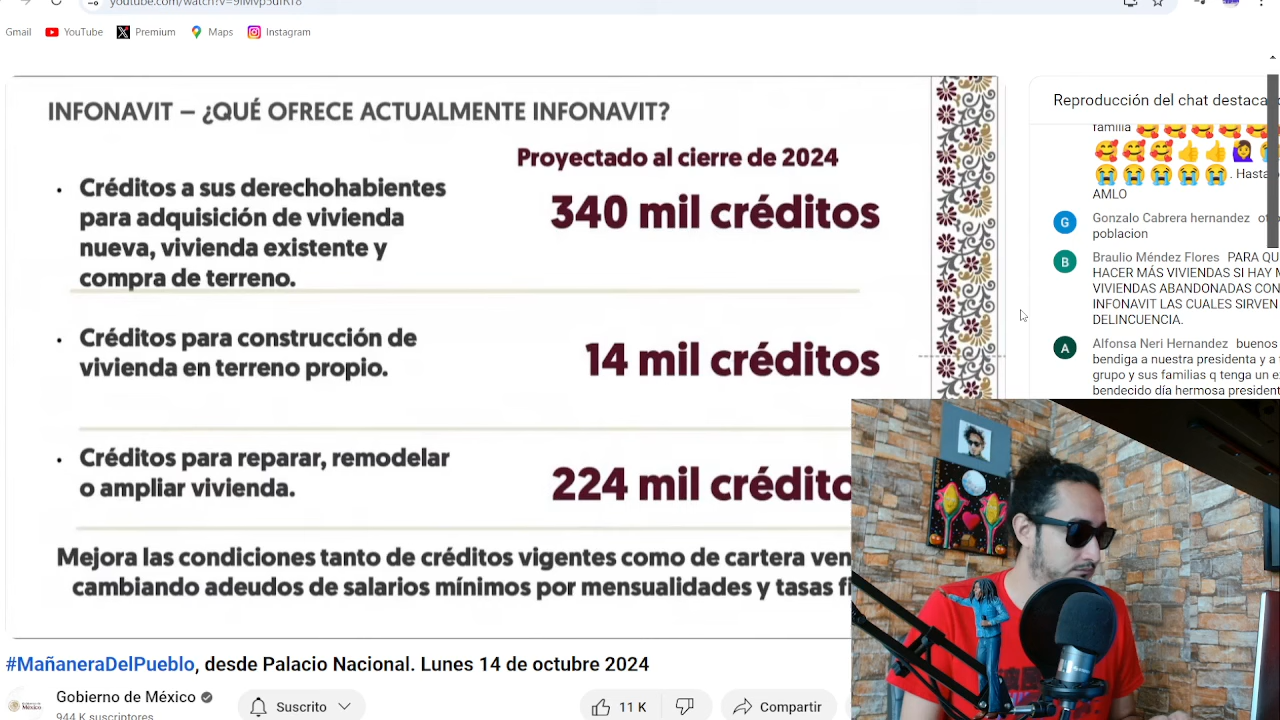 Gmail YouTube Premium Maps Instagram
INFONAVIT – ¿QUÉ OFRECE ACTUALMENTE INFONAVIT?
Proyectado al cierre de 2024
• Créditos a sus derechohabientes
para adquisición de vivienda
nueva, vivienda existente y
compra de terreno.
340 mil créditos
• Créditos para construcción de
vivienda en terreno propio.
14 mil créditos
• Créditos para reparar, remodelar
o ampliar vivienda.
224 mil crédito
Mejora las condiciones tanto de créditos vigentes como de cartera ven
cambiando adeudos de salarios mínimos por mensualidades y tasas fi
#MañaneraDelPueblo, desde Palacio Nacional. Lunes 14 de octubre 2024
Gobierno de México
944 K suscriptores
Suscrito
11 K
Compartir
Reproducción del chat destaca
familia 🥰🥰🥰🥰🥰
🥰🥰🥰👍👍🙋‍♀️😭
😭😭😭😭😭. Hasta
AMLO
G Gonzalo Cabrera hernandez
poblacion
B Braulio Méndez Flores PARA QU
HACER MÁS VIVIENDAS SI HAY M
VIVIENDAS ABANDONADAS CON
INFONAVIT LAS CUALES SIRVEN
DELINCUENCIA.
A Alfonsa Neri Hernandez buenos
bendiga a nuestra presidenta y a
grupo y sus familias q tenga un e
bendecido día hermosa president